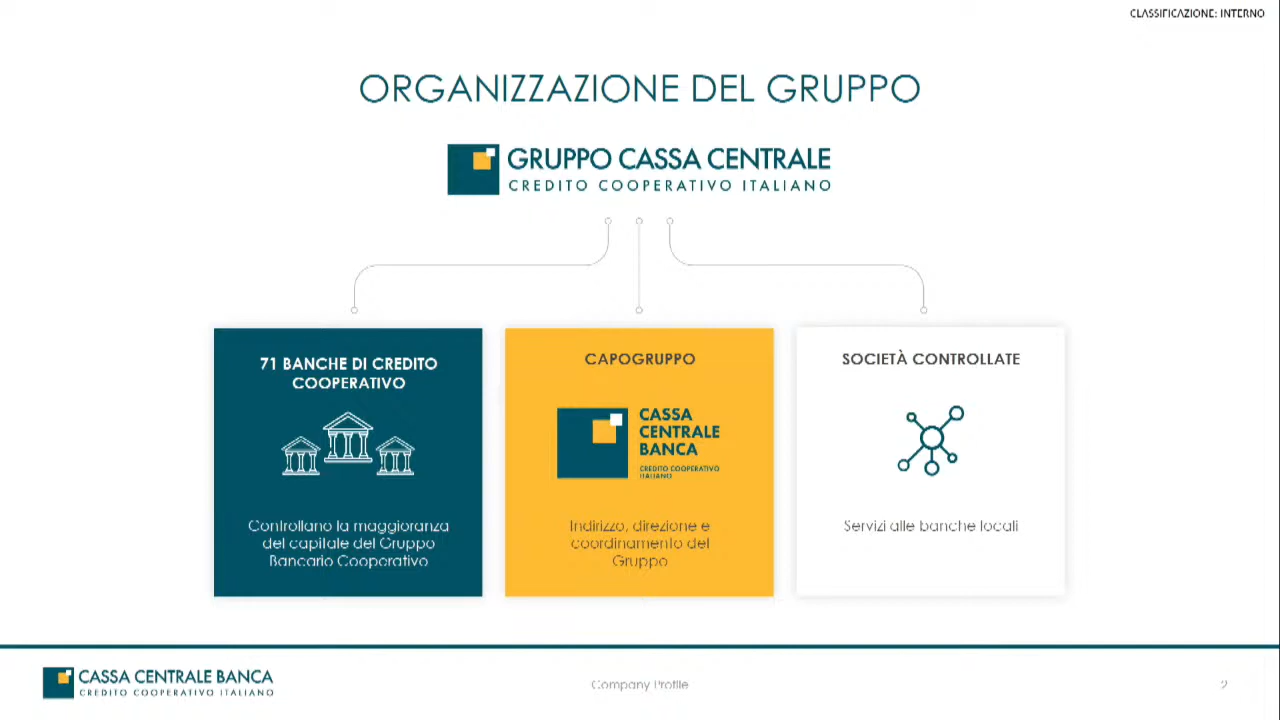 CLASSIFICAZIONE: INTERNO
ORGANIZZAZIONE DEL GRUPPO
GRUPPO CASSA CENTRALE
CREDITO COOPERATIVO ITALIANO
71 BANCHE DI CREDITO
COOPERATIVO
Controllano la maggioranza
del capitale del Gruppo
Bancario Cooperativo
CAPOGRUPPO
CASSA
CENTRALE
BANCA
CREDITO COOPERATIVO
ITALIANO
Indirizzo, direzione e
coordinamento del
Gruppo
SOCIETÀ CONTROLLATE
Servizi alle banche locali
CASSA CENTRALE BANCA
CREDITO COOPERATIVO ITALIANO
Company Profile
2